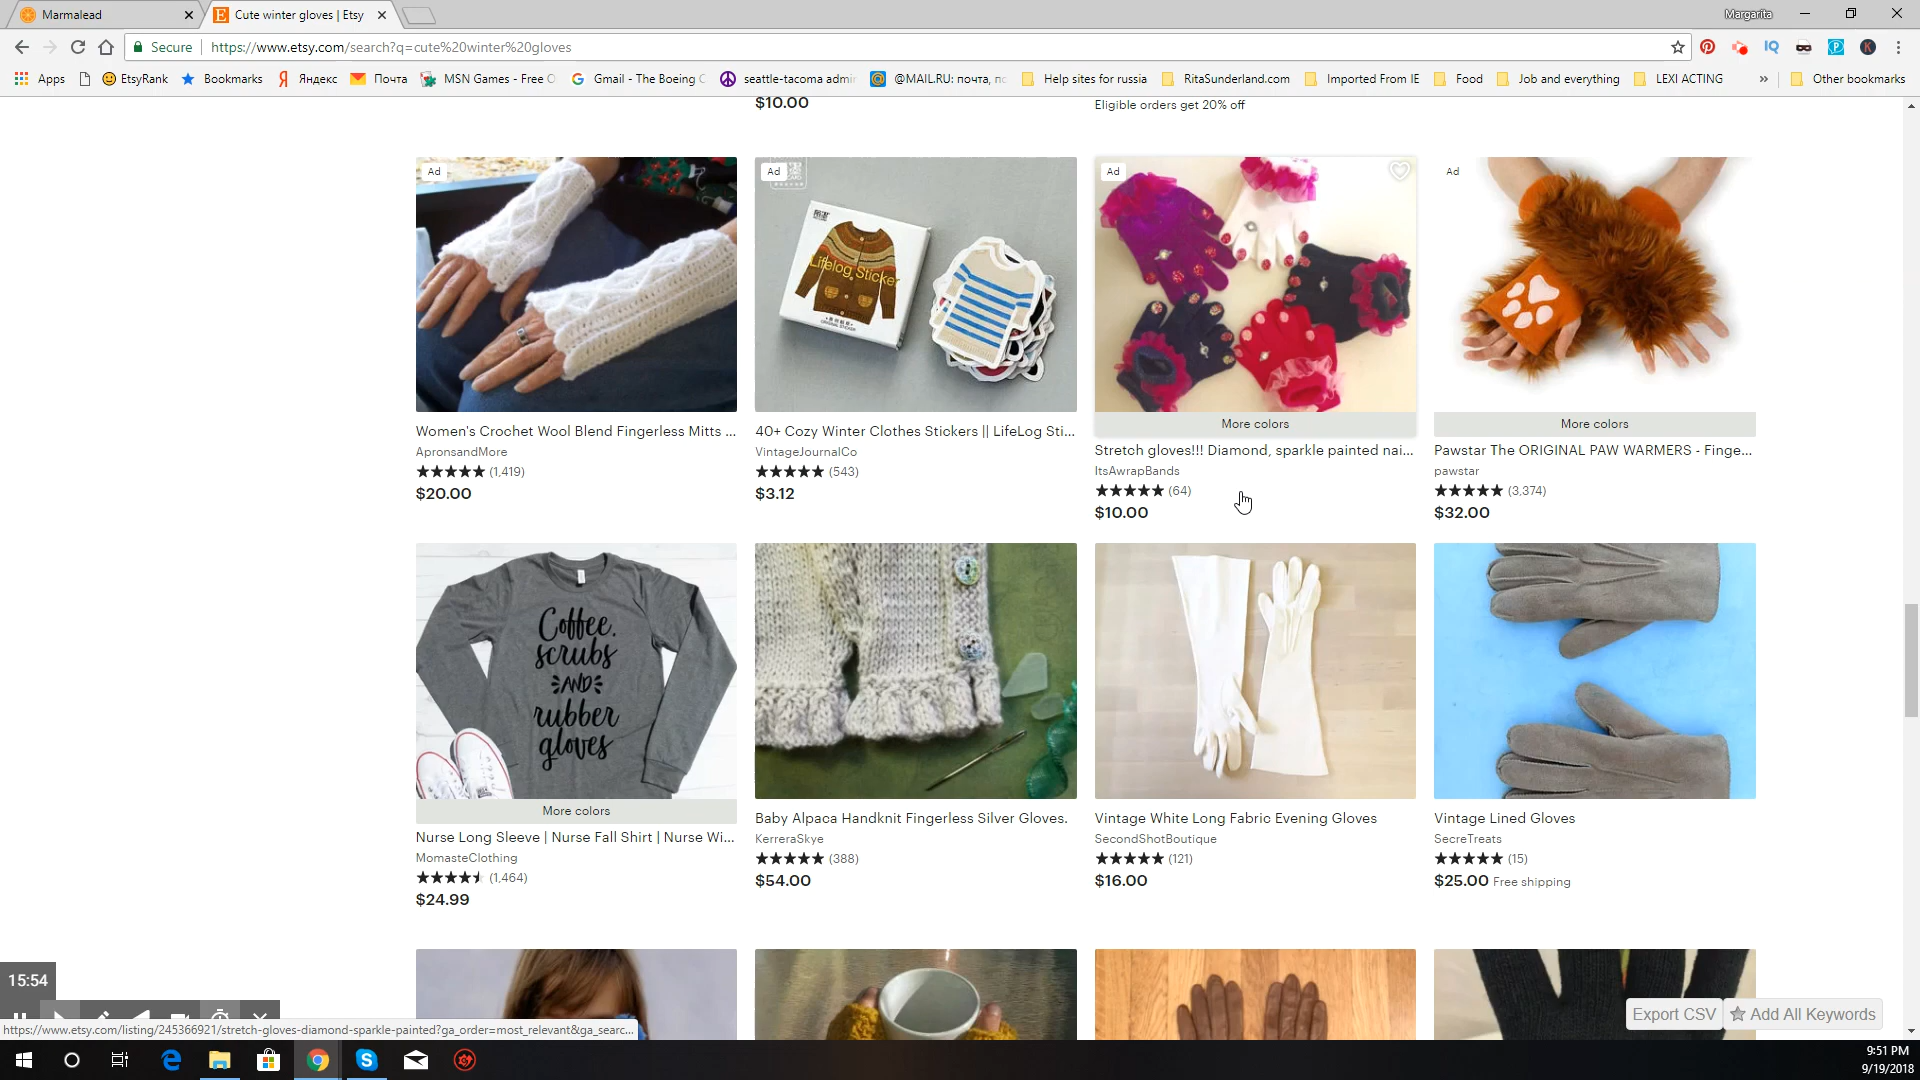 Marmalead
Cute winter gloves | Etsy
Margarita
Secure
https://www.etsy.com/search?q=cute%20winter%20gloves
Apps
EtsyRank
Bookmarks
Яндекс
Почта
MSN Games - Free O
Gmail - The Boeing C
seattle-tacoma admi
@MAIL.RU: почта, по
Help sites for russia
RitaSunderland.com
Imported From IE
Food
Job and everything
LEXI ACTING
»
Other bookmarks
$10.00
Eligible orders get 20% off
Ad
Ad
Ad
Ad
Lifelog Sticker
More colors
More colors
Women's Crochet Wool Blend Fingerless Mitts ...
ApronsandMore
(1,419)
$20.00
40+ Cozy Winter Clothes Stickers || LifeLog Sti...
VintageJournalCo
(543)
$3.12
Stretch gloves!!! Diamond, sparkle painted nai...
ItsAwrapBands
(64)
$10.00
Pawstar The ORIGINAL PAW WARMERS - Finge...
pawstar
(3,374)
$32.00
Coffee,
scrubs
AND
rubber
gloves
More colors
Nurse Long Sleeve | Nurse Fall Shirt | Nurse Wi...
MomasteClothing
(1,464)
$24.99
Baby Alpaca Handknit Fingerless Silver Gloves.
KerreraSkye
(388)
$54.00
Vintage White Long Fabric Evening Gloves
SecondShotBoutique
(121)
$16.00
Vintage Lined Gloves
SecreTreats
(15)
$25.00 Free shipping
15:54
Export CSV
Add All Keywords
https://www.etsy.com/listing/245366921/stretch-gloves-diamond-sparkle-painted?ga_order=most_relevant&ga_searc...
9:51 PM
9/19/2018